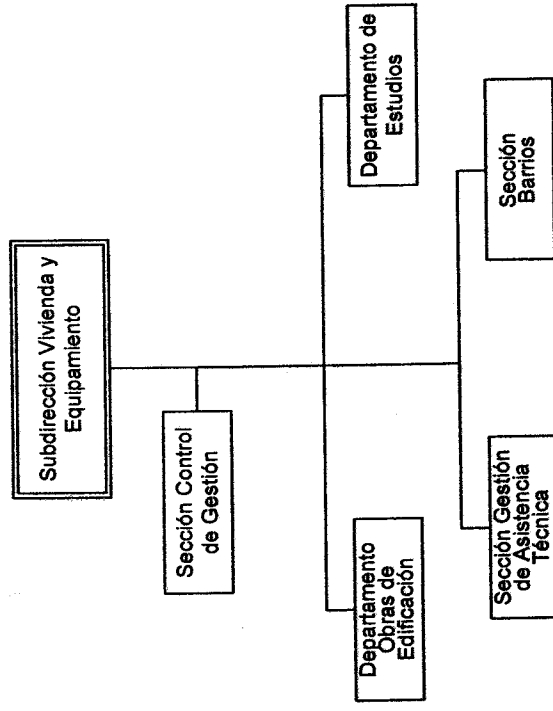 Subdirección Vivienda y
Equipamiento
Sección Control
de Gestión
Departamento
Obras de
Edificación
Departamento de
Estudios
Sección Gestión
de Asistencia
Técnica
Sección
Barrios